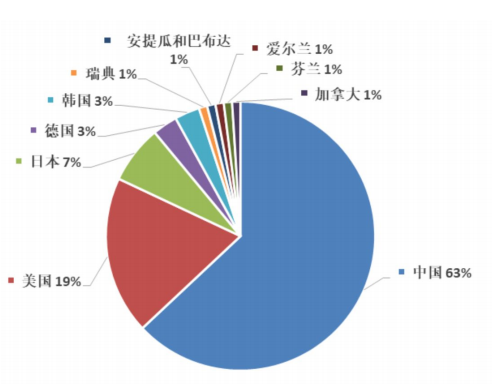 安提瓜和巴布达
1%
爱尔兰 1%
瑞典 1%
芬兰 1%
韩国 3%
加拿大 1%
德国 3%
日本 7%
美国 19%
中国 63%